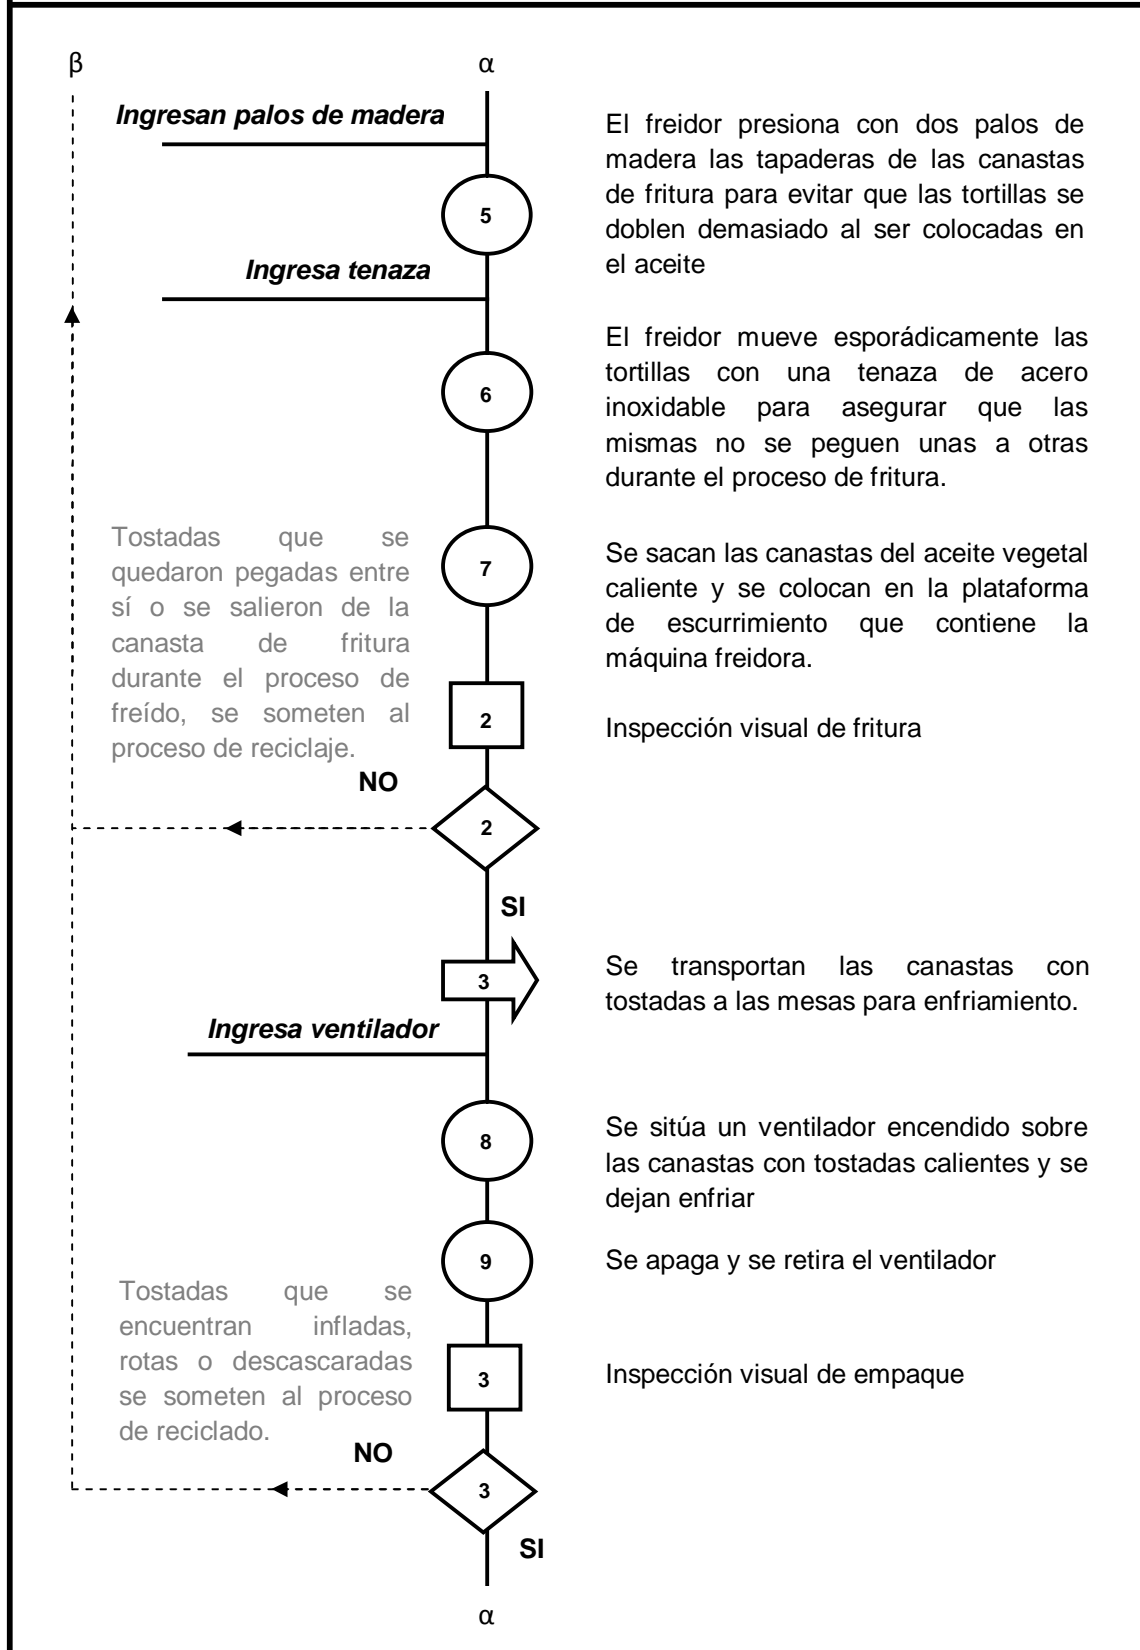 β
α
Ingresan palos de madera
El freidor presiona con dos palos de
madera las tapaderas de las canastas
de fritura para evitar que las tortillas se
doblen demasiado al ser colocadas en
el aceite
5
Ingresa tenaza
El freidor mueve esporádicamente las
tortillas con una tenaza de acero
inoxidable para asegurar que las
mismas no se peguen unas a otras
durante el proceso de fritura.
6
Tostadas que se
quedaron pegadas entre
sí o se salieron de la
canasta de fritura
durante el proceso de
freído, se someten al
proceso de reciclaje.
7
Se sacan las canastas del aceite vegetal
caliente y se colocan en la plataforma
de escurrimiento que contiene la
máquina freidora.
2
Inspección visual de fritura
NO
2
SI
3
Se transportan las canastas con
tostadas a las mesas para enfriamiento.
Ingresa ventilador
8
Se sitúa un ventilador encendido sobre
las canastas con tostadas calientes y se
dejan enfriar
9
Se apaga y se retira el ventilador
Tostadas que se
encuentran infladas,
rotas o descascaradas
se someten al proceso
de reciclado.
3
Inspección visual de empaque
NO
3
SI
α